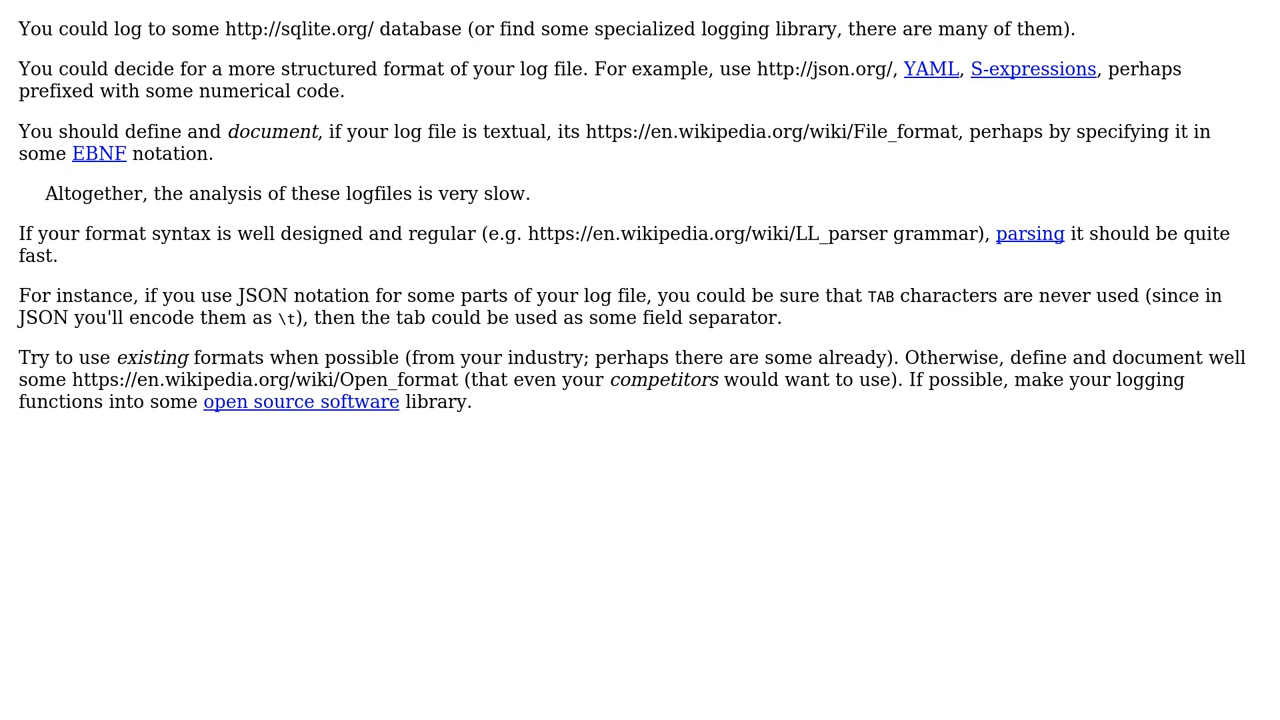 You could log to some http://sqlite.org/ database (or find some specialized logging library, there are many of them).
You could decide for a more structured format of your log file. For example, use http://json.org/, YAML, S-expressions, perhaps
prefixed with some numerical code.
You should define and document, if your log file is textual, its https://en.wikipedia.org/wiki/File_format, perhaps by specifying it in
some EBNF notation.
Altogether, the analysis of these logfiles is very slow.
If your format syntax is well designed and regular (e.g. https://en.wikipedia.org/wiki/LL_parser grammar), parsing it should be quite
fast.
For instance, if you use JSON notation for some parts of your log file, you could be sure that TAB characters are never used (since in
JSON you'll encode them as \t), then the tab could be used as some field separator.
Try to use existing formats when possible (from your industry; perhaps there are some already). Otherwise, define and document well
some https://en.wikipedia.org/wiki/Open_format (that even your competitors would want to use). If possible, make your logging
functions into some open source software library.